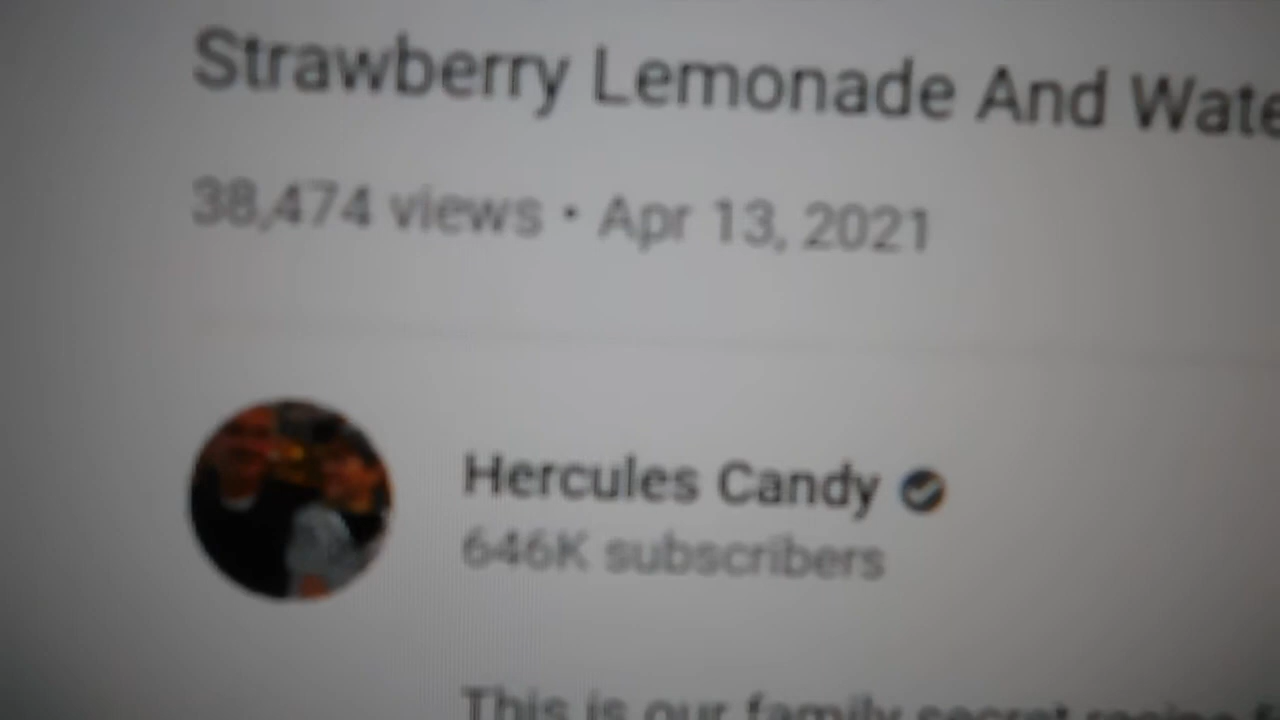 Strawberry Lemonade And Wate
38,474 views • Apr 13, 2021
Hercules Candy
646K subscribers
This is our family secret recipe f